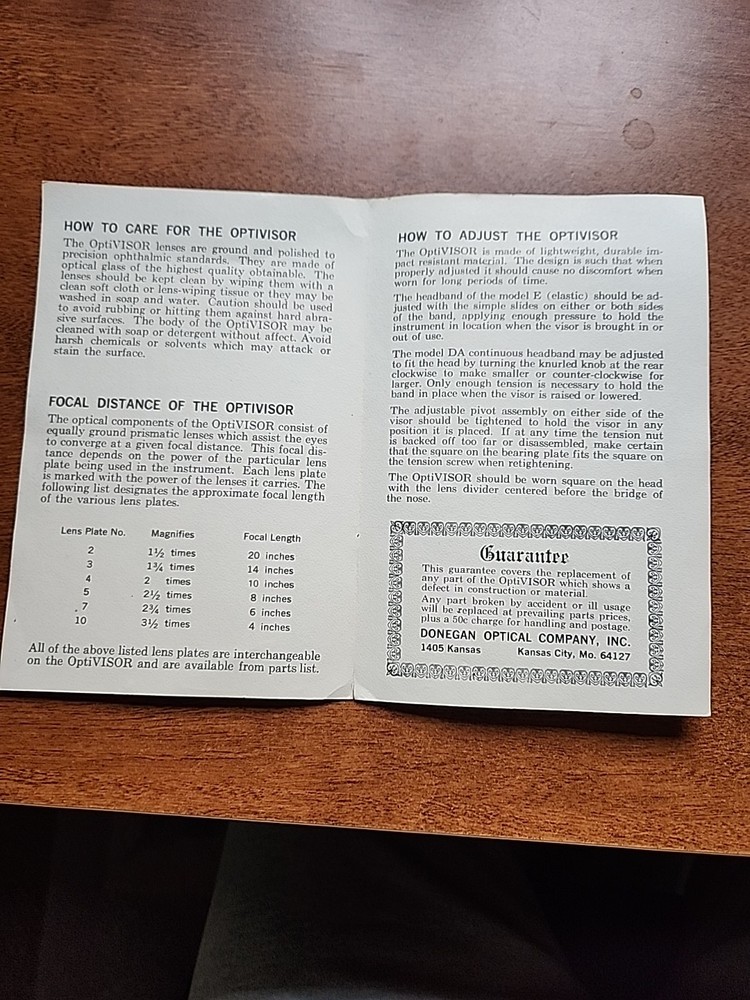 HOW TO CARE FOR THE OPTIVISOR
The OptiVISOR lenses are ground and polished to
precision ophthalmic standards. They are made of
optical glass of the highest quality obtainable. The
lenses should be kept clean by wiping them with a
clean soft cloth or lens-wiping tissue or they may be
washed in soap and water. Caution should be used
to avoid rubbing or hitting them against hard abra-
sive surfaces. The body of the OptiVISOR may be
cleaned with soap or detergent without affect. Avoid
harsh chemicals or solvents which may attack or
stain the surface.
FOCAL DISTANCE OF THE OPTIVISOR
The optical components of the OptiVISOR consist of
equally ground prismatic lenses which assist the eyes
to converge at a given focal distance. This focal dis-
tance depends on the power of the particular lens
plate being used in the instrument. Each lens plate
is marked with the power of the lenses it carries. The
following list designates the approximate focal length
of the various lens plates.
Lens Plate No. Magnifies Focal Length
2 1½ times 20 inches
3 1¾ times 14 inches
4 2 times 10 inches
5 2½ times 8 inches
7 2¾ times 6 inches
10 3½ times 4 inches
All of the above listed lens plates are interchangeable
on the OptiVISOR and are available from parts list.
HOW TO ADJUST THE OPTIVISOR
The OptiVISOR is made of lightweight, durable im-
pact resistant material. The design is such that when
properly adjusted it should cause no discomfort when
worn for long periods of time.
The headband of the model E (elastic) should be ad-
justed with the simple slides on either or both sides
of the band, applying enough pressure to hold the
instrument in location when the visor is brought in or
out of use.
The model DA continuous headband may be adjusted
to fit the head by turning the knurled knob at the rear
clockwise to make smaller or counter-clockwise for
larger. Only enough tension is necessary to hold the
band in place when the visor is raised or lowered.
The adjustable pivot assembly on either side of the
visor should be tightened to hold the visor in any
position it is placed. If at any time the tension nut
is backed off too far or disassembled, make certain
that the square on the bearing plate fits the square on
the tension screw when retightening.
The OptiVISOR should be worn square on the head
with the lens divider centered before the bridge of
the nose.
Guarantee
This guarantee covers the replacement of
any part of the OptiVISOR which shows a
defect in construction or material.
Any part broken by accident or ill usage
will be replaced at prevailing parts prices,
plus a 50c charge for handling and postage.
DONEGAN OPTICAL COMPANY, INC.
1405 Kansas Kansas City, Mo. 64127